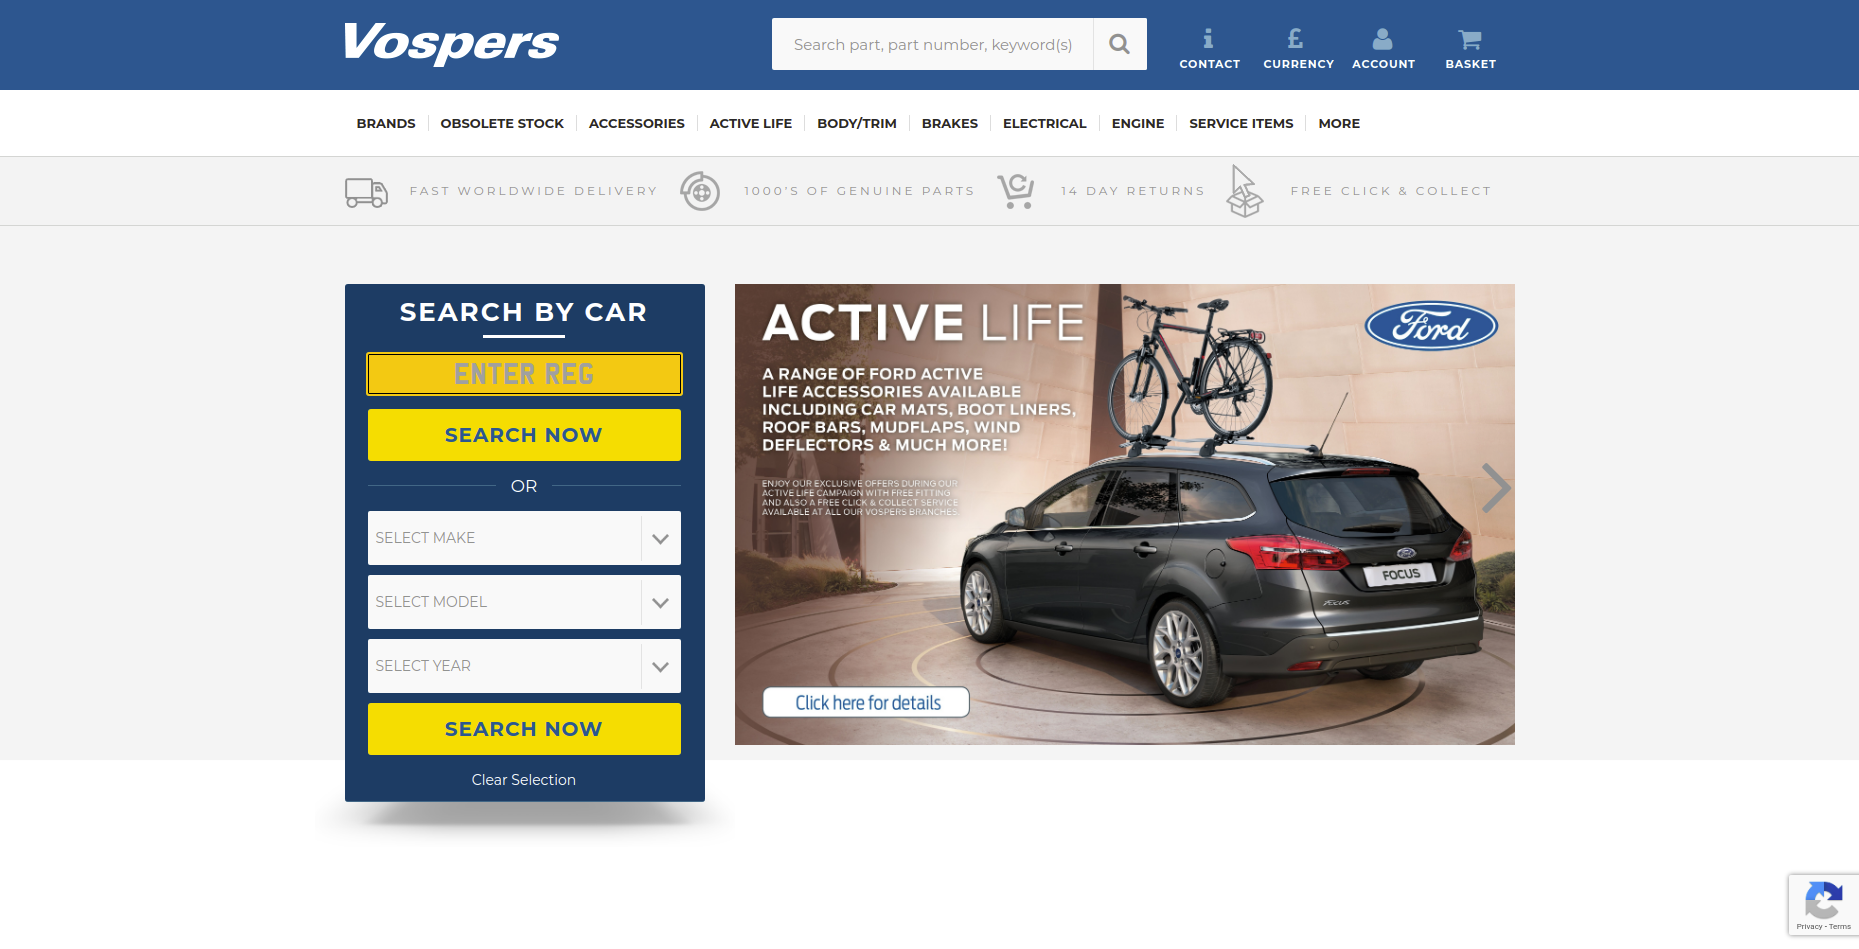 Vospers
Search part, part number, keyword(s)
CONTACT
CURRENCY
ACCOUNT
BASKET
BRANDS
OBSOLETE STOCK
ACCESSORIES
ACTIVE LIFE
BODY/TRIM
BRAKES
ELECTRICAL
ENGINE
SERVICE ITEMS
MORE
FAST WORLDWIDE DELIVERY
1000'S OF GENUINE PARTS
14 DAY RETURNS
FREE CLICK & COLLECT
SEARCH BY CAR
ENTER REG
SEARCH NOW
OR
SELECT MAKE
SELECT MODEL
SELECT YEAR
SEARCH NOW
Clear Selection
ACTIVE LIFE
Ford
A RANGE OF FORD ACTIVE
LIFE ACCESSORIES AVAILABLE
INCLUDING CAR MATS, BOOT LINERS,
ROOF BARS, MUDFLAPS, WIND
DEFLECTORS & MUCH MORE!
ENJOY OUR EXCLUSIVE OFFERS DURING OUR
ACTIVE LIFE CAMPAIGN WITH FREE FITTING
AND ALSO A FREE CLICK & COLLECT SERVICE
AVAILABLE AT ALL OUR VOSPERS BRANCHES.
FOCUS
FOCUS
Click here for details
Privacy - Terms